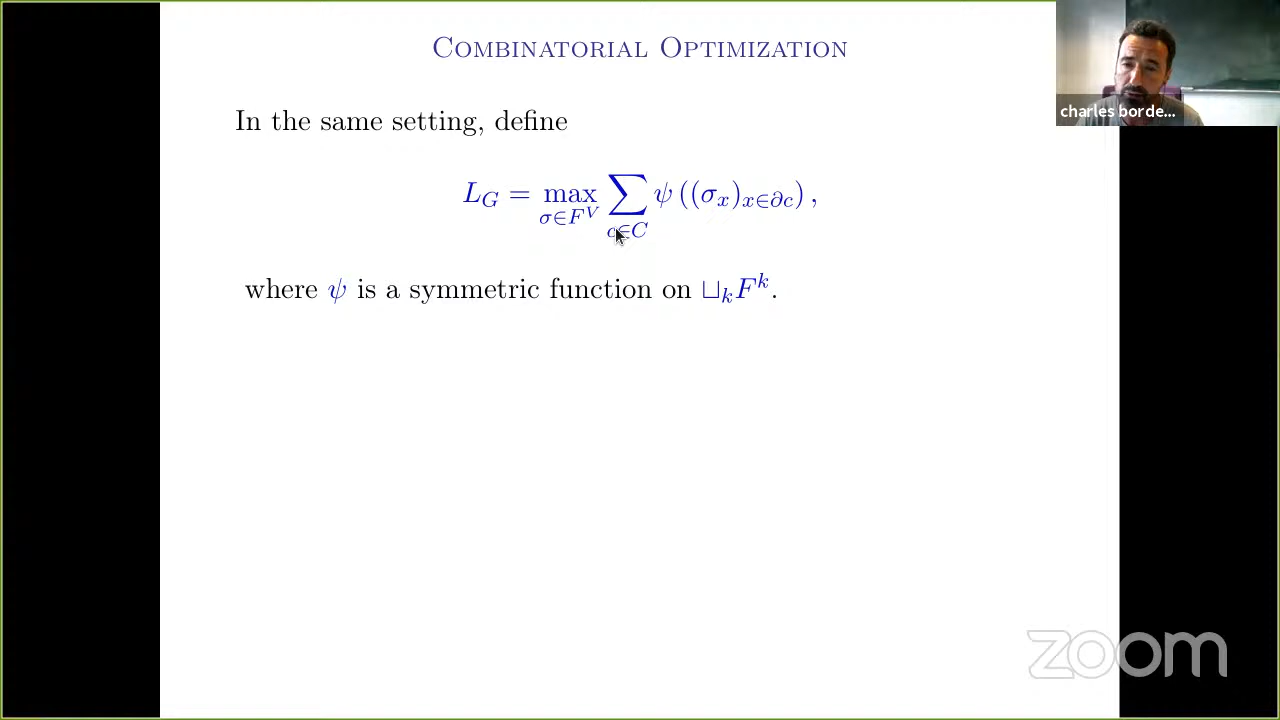 COMBINATORIAL OPTIMIZATION
charles borde...
In the same setting, define
L_G = max_{σ∈F^V} ∑_{c∈C} ψ ((σ_x)_{x∈∂c}) ,
where ψ is a symmetric function on ⊔_k F^k.
zoom